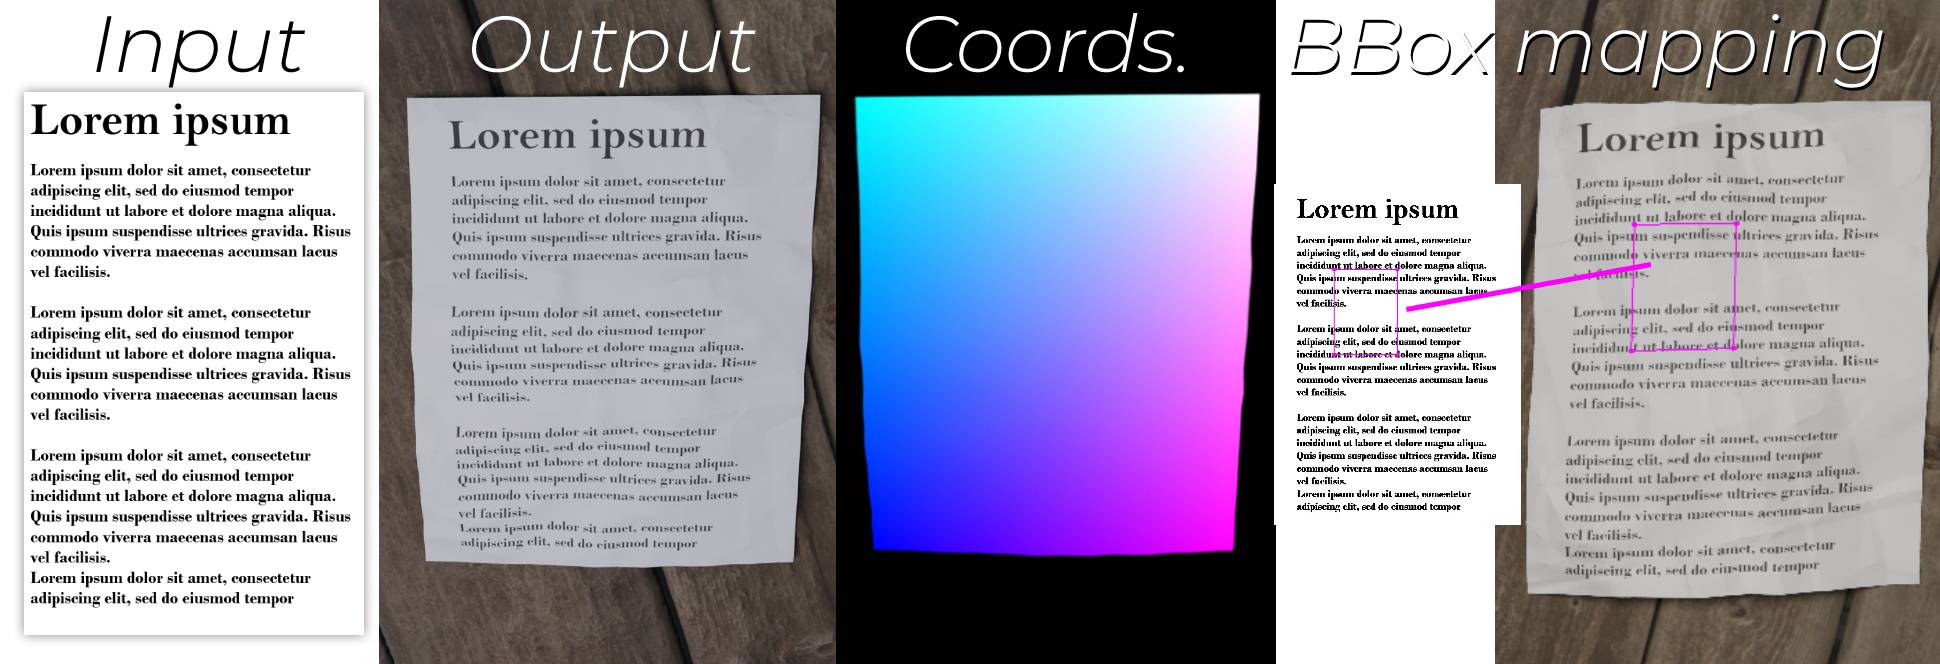 Input
Lorem ipsum
Lorem ipsum dolor sit amet, consectetur
adipiscing elit, sed do eiusmod tempor
incididunt ut labore et dolore magna aliqua.
Quis ipsum suspendisse ultrices gravida. Risus
commodo viverra maecenas accumsan lacus
vel facilisis.
Lorem ipsum dolor sit amet, consectetur
adipiscing elit, sed do eiusmod tempor
incididunt ut labore et dolore magna aliqua.
Quis ipsum suspendisse ultrices gravida. Risus
commodo viverra maecenas accumsan lacus
vel facilisis.
Lorem ipsum dolor sit amet, consectetur
adipiscing elit, sed do eiusmod tempor
incididunt ut labore et dolore magna aliqua.
Quis ipsum suspendisse ultrices gravida. Risus
commodo viverra maecenas accumsan lacus
vel facilisis.
Lorem ipsum dolor sit amet, consectetur
adipiscing elit, sed do eiusmod tempor
Output
Lorem ipsum
Lorem ipsum dolor sit amet, consectetur
adipiscing elit, sed do eiusmod tempor
incididunt ut labore et dolore magna aliqua.
Quis ipsum suspendisse ultrices gravida. Risus
commodo viverra maecenas accumsan lacus
vel facilisis.
Lorem ipsum dolor sit amet, consectetur
adipiscing elit, sed do eiusmod tempor
incididunt ut labore et dolore magna aliqua.
Quis ipsum suspendisse ultrices gravida. Risus
commodo viverra maecenas accumsan lacus
vel facilisis.
Lorem ipsum dolor sit amet, consectetur
adipiscing elit, sed do eiusmod tempor
incididunt ut labore et dolore magna aliqua.
Quis ipsum suspendisse ultrices gravida. Risus
commodo viverra maecenas accumsan lacus
vel facilisis.
Lorem ipsum dolor sit amet, consectetur
adipiscing elit, sed do eiusmod tempor
Coords.
BBox mapping
Lorem ipsum
Lorem ipsum dolor sit amet, consectetur
adipiscing elit, sed do eiusmod tempor
incididunt ut labore et dolore magna aliqua.
Quis ipsum suspendisse ultrices gravida. Risus
commodo viverra maecenas accumsan lacus
vel facilisis.
Lorem ipsum dolor sit amet, consectetur
adipiscing elit, sed do eiusmod tempor
incididunt ut labore et dolore magna aliqua.
Quis ipsum suspendisse ultrices gravida. Risus
commodo viverra maecenas accumsan lacus
vel facilisis.
Lorem ipsum dolor sit amet, consectetur
adipiscing elit, sed do eiusmod tempor
incididunt ut labore et dolore magna aliqua.
Quis ipsum suspendisse ultrices gravida. Risus
commodo viverra maecenas accumsan lacus
vel facilisis.
Lorem ipsum dolor sit amet, consectetur
adipiscing elit, sed do eiusmod tempor
Lorem ipsum
Lorem ipsum dolor sit amet, consectetur
adipiscing elit, sed do eiusmod tempor
incididunt ut labore et dolore magna aliqua.
Quis ipsum suspendisse ultrices gravida. Risus
commodo viverra maecenas accumsan lacus
Lorem ipsum dolor sit amet, consectetur
adipiscing elit, sed do eiusmod tempor
incididunt ut labore et dolore magna aliqua.
Quis ipsum suspendisse ultrices gravida. Risus
commodo viverra maecenas accumsan lacus
vel facilisis.
Lorem ipsum dolor sit amet, consectetur
adipiscing elit, sed do eiusmod tempor
incididunt ut labore et dolore magna aliqua.
Quis ipsum suspendisse ultrices gravida. Risus
commodo viverra maecenas accumsan lacus
vel facilisis.
Lorem ipsum dolor sit amet, consectetur
adipiscing elit, sed do eiusmod tempor